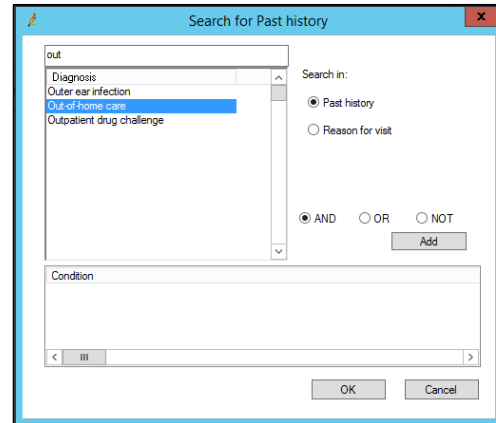 Search for Past history
x
out
Diagnosis
Search in:
Outer ear infection
Out-of-home care
Past history
Outpatient drug challenge
Reason for visit
AND OR NOT
Add
Condition
OK Cancel